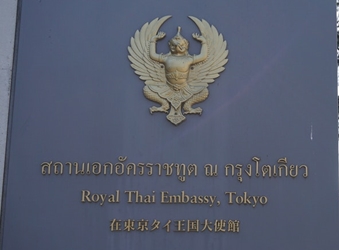 สถานเอกอัครราชทูต ณ กรุงโตเกียว
Royal Thai Embassy, Tokyo
在東京タイ王国大使館